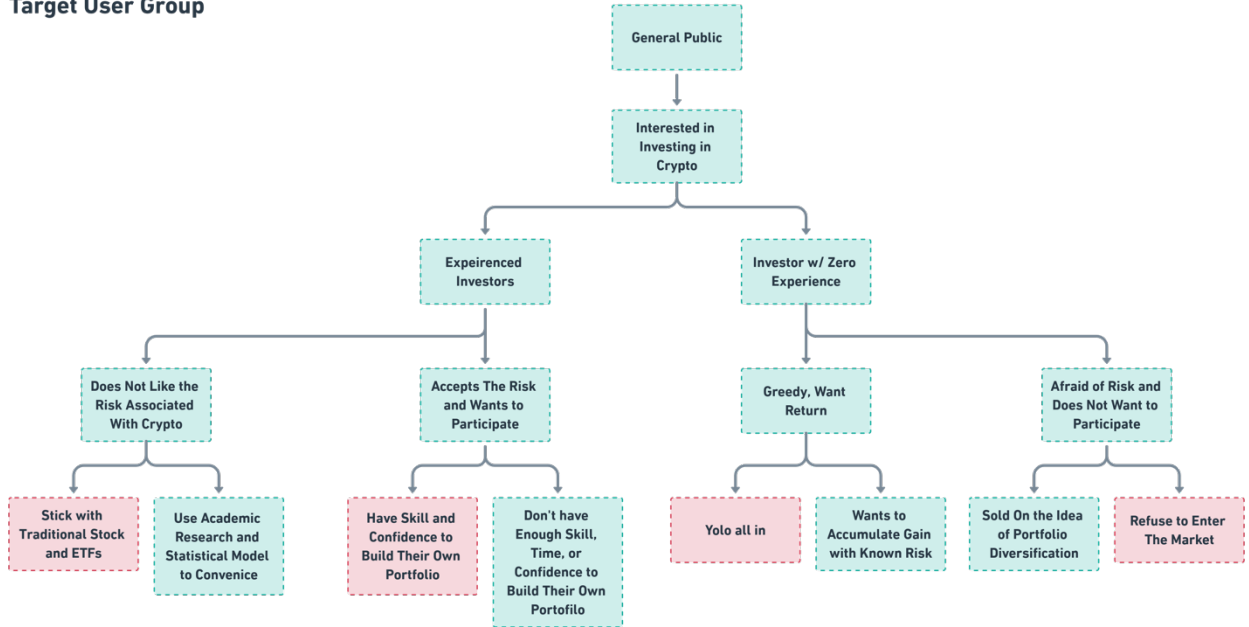 Target User Group
General Public
Interested in
Investing in
Crypto
Expeirenced
Investors
Investor w/ Zero
Experience
Does Not Like the
Risk Associated
With Crypto
Accepts The Risk
and Wants to
Participate
Greedy, Want
Return
Afraid of Risk and
Does Not Want to
Participate
Stick with
Traditional Stock
and ETFs
Use Academic
Research and
Statistical Model
to Convenice
Have Skill and
Confidence to
Build Their Own
Portfolio
Don't have
Enough Skill,
Time, or
Confidence to
Build Their Own
Portofilo
Yolo all in
Wants to
Accumulate Gain
with Known Risk
Sold On the Idea
of Portfolio
Diversification
Refuse to Enter
The Market